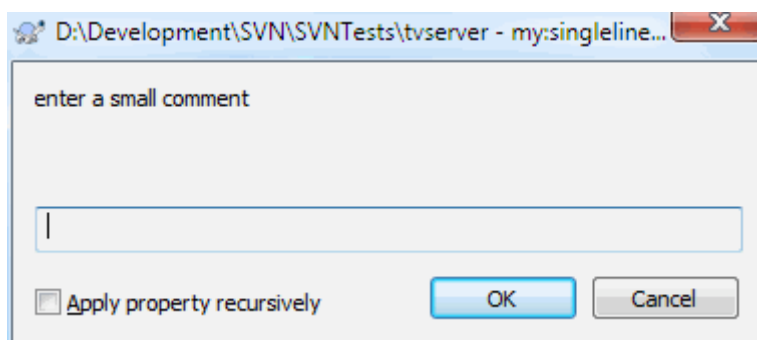 D:\Development\SVN\SVNTests\tvserver - my:singleline...
enter a small comment
Apply property recursively
OK
Cancel